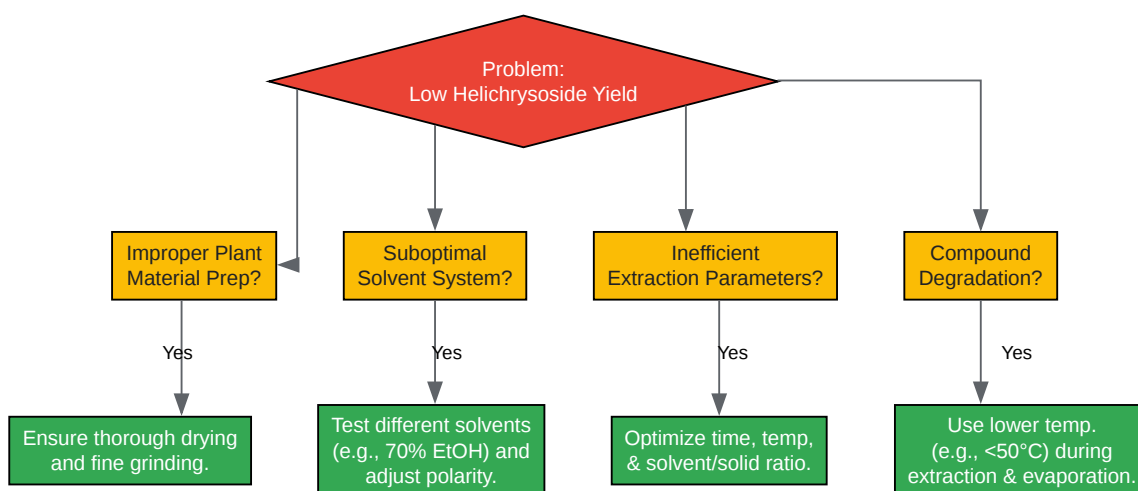 Problem:
Low Helichrysoside Yield
Improper Plant
Material Prep?
Suboptimal
Solvent System?
Inefficient
Extraction Parameters?
Compound
Degradation?
Yes
Yes
Yes
Yes
Ensure thorough drying
and fine grinding.
Test different solvents
(e.g., 70% EtOH) and
adjust polarity.
Optimize time, temp,
& solvent/solid ratio.
Use lower temp.
(e.g., <50°C) during
extraction & evaporation.